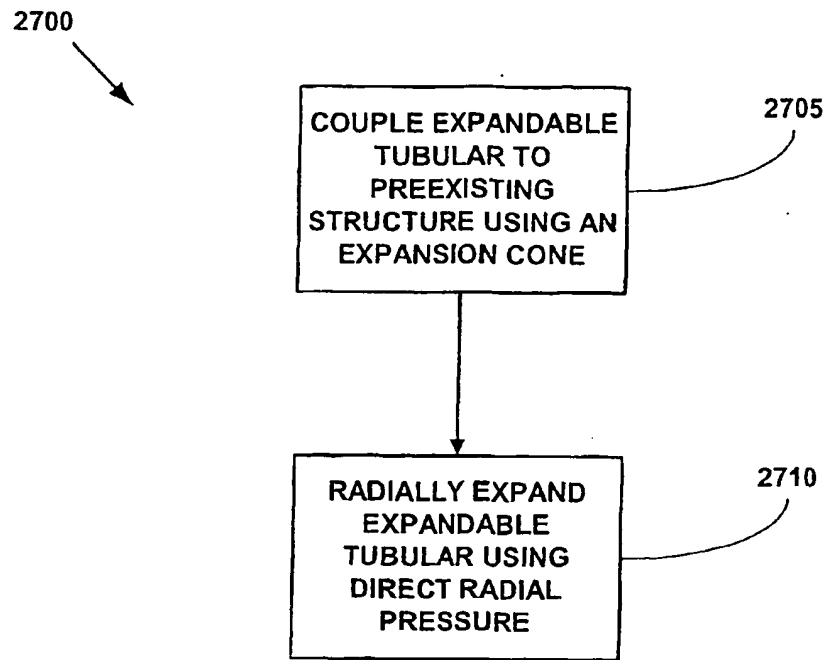 2700
COUPLE EXPANDABLE
TUBULAR TO
PREEXISTING
STRUCTURE USING AN
EXPANSION CONE
2705
RADIALLY EXPAND
EXPANDABLE
TUBULAR USING
DIRECT RADIAL
PRESSURE
2710